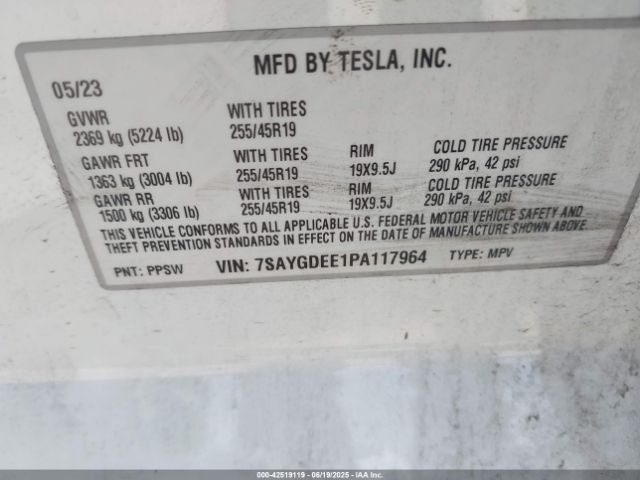 MFD BY TESLA, INC.
05/23
GVWR WITH TIRES
2369 kg (5224 lb) 255/45R19
GAWR FRT WITH TIRES RIM COLD TIRE PRESSURE
1363 kg (3004 lb) 255/45R19 19X9.5J 290 kPa, 42 psi
GAWR RR WITH TIRES RIM COLD TIRE PRESSURE
1500 kg (3306 lb) 255/45R19 19X9.5J 290 kPa, 42 psi
THIS VEHICLE CONFORMS TO ALL APPLICABLE U.S. FEDERAL MOTOR VEHICLE SAFETY AND
THEFT PREVENTION STANDARDS IN EFFECT ON THE DATE OF MANUFACTURE SHOWN ABOVE.
PNT: PPSW VIN: 7SAYGDEE1PA117964 TYPE: MPV
000-42519119 - 06/19/2025 - IAA Inc.